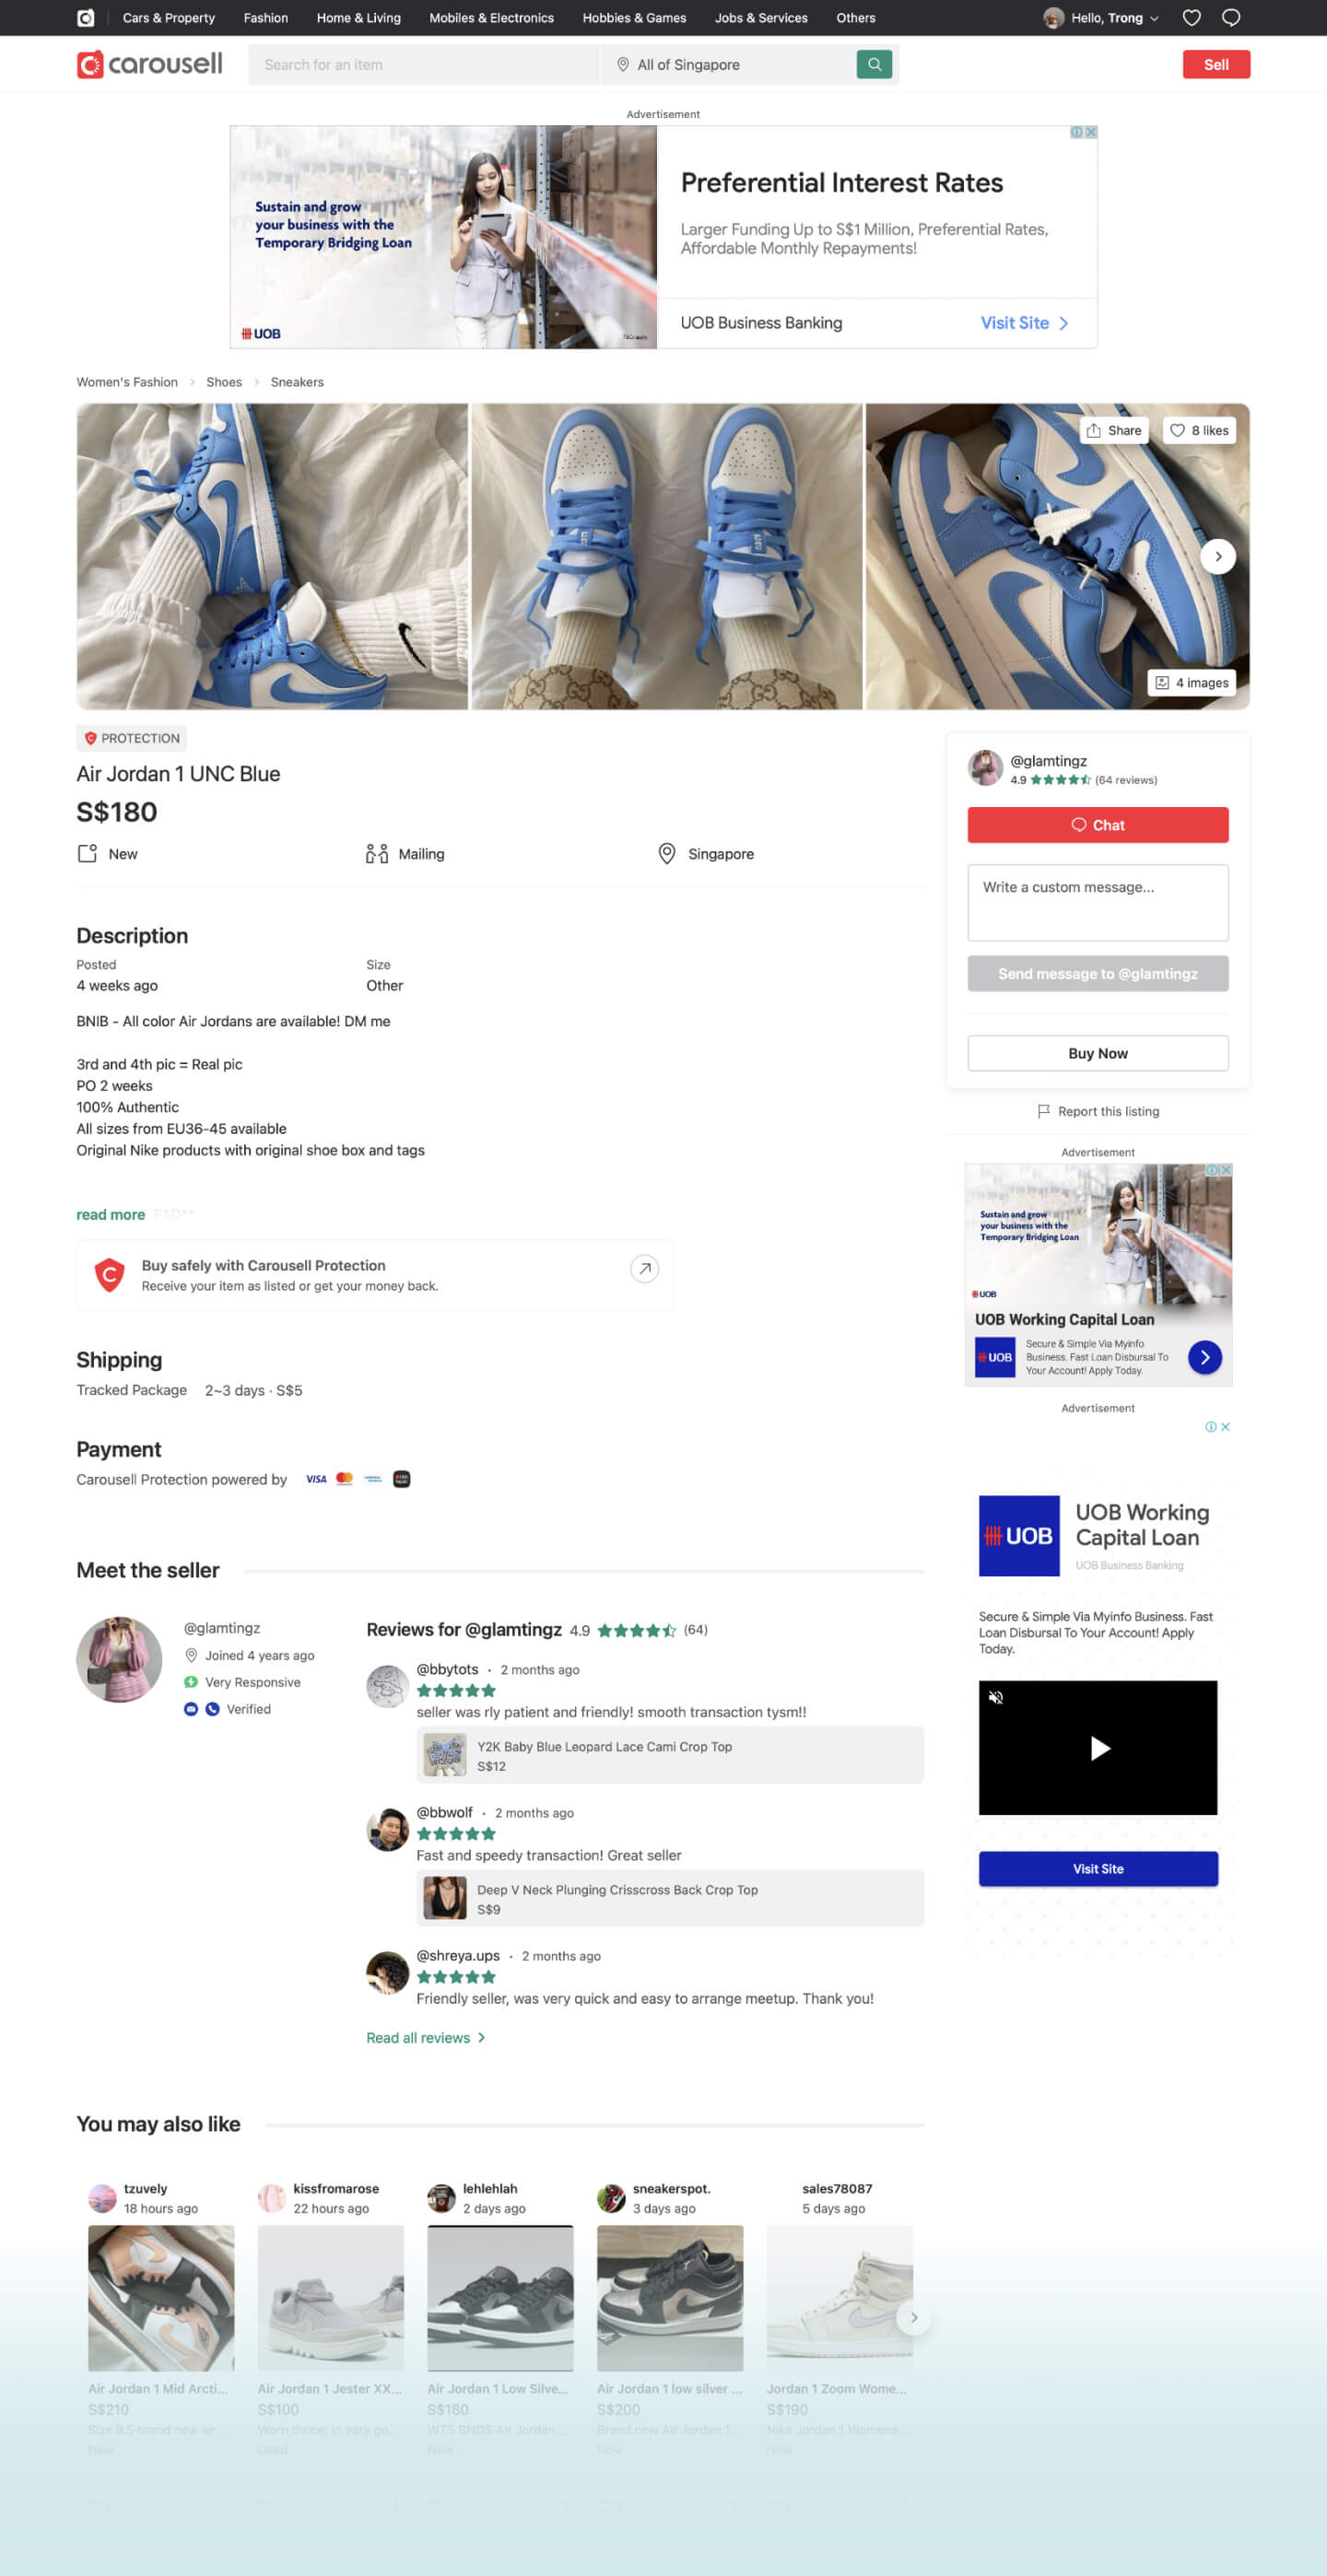 Cars & Property
Fashion
Home & Living
Mobiles & Electronics
Hobbies & Games
Jobs & Services
Others
Hello, Trong
carousell
Search for an item
All of Singapore
Sell
Advertisement
Sustain and grow
your business with the
Temporary Bridging Loan
UOB
T&Cs apply
Preferential Interest Rates
Larger Funding Up to S$1 Million, Preferential Rates,
Affordable Monthly Repayments!
UOB Business Banking
Visit Site
Women's Fashion
Shoes
Sneakers
Share
8 likes
4 images
PROTECTION
Air Jordan 1 UNC Blue
S$180
New
Mailing
Singapore
@glamtingz
4.9 (64 reviews)
Chat
Write a custom message...
Send message to @glamtingz
Buy Now
Report this listing
Description
Posted
4 weeks ago
Size
Other
BNIB - All color Air Jordans are available! DM me
3rd and 4th pic = Real pic
PO 2 weeks
100% Authentic
All sizes from EU36-45 available
Original Nike products with original shoe box and tags
read more
Buy safely with Carousell Protection
Receive your item as listed or get your money back.
Shipping
Tracked Package 2~3 days · S$5
Payment
Carousell Protection powered by VISA
Advertisement
Sustain and grow
your business with the
Temporary Bridging Loan
UOB
UOB Working Capital Loan
UOB
Secure & Simple Via Myinfo
Business. Fast Loan Disbursal To
Your Account! Apply Today.
Advertisement
UOB
UOB Working
Capital Loan
UOB Business Banking
Secure & Simple Via Myinfo Business. Fast
Loan Disbursal To Your Account! Apply
Today.
Visit Site
Meet the seller
@glamtingz
Joined 4 years ago
Very Responsive
Verified
Reviews for @glamtingz 4.9 (64)
@bbytots · 2 months ago
seller was rly patient and friendly! smooth transaction tysm!!
Y2K Baby Blue Leopard Lace Cami Crop Top
S$12
@bbwolf · 2 months ago
Fast and speedy transaction! Great seller
Deep V Neck Plunging Crisscross Back Crop Top
S$9
@shreya.ups · 2 months ago
Friendly seller, was very quick and easy to arrange meetup. Thank you!
Read all reviews
You may also like
tzuvely
18 hours ago
Air Jordan 1 Mid Arcti...
S$210
Size 9.5 brand new air ...
New
kissfromarose
22 hours ago
Air Jordan 1 Jester XX...
S$100
Worn thrice, in very go...
Used
lehlehlah
2 days ago
Air Jordan 1 Low Silve...
S$180
WTS BNDS Air Jordan ...
New
sneakerspot.
3 days ago
Air Jordan 1 low silver ...
S$200
Brand new Air Jordan 1...
New
sales78087
5 days ago
Jordan 1 Zoom Wome...
S$190
Nike Jordan 1 Womens ...
New